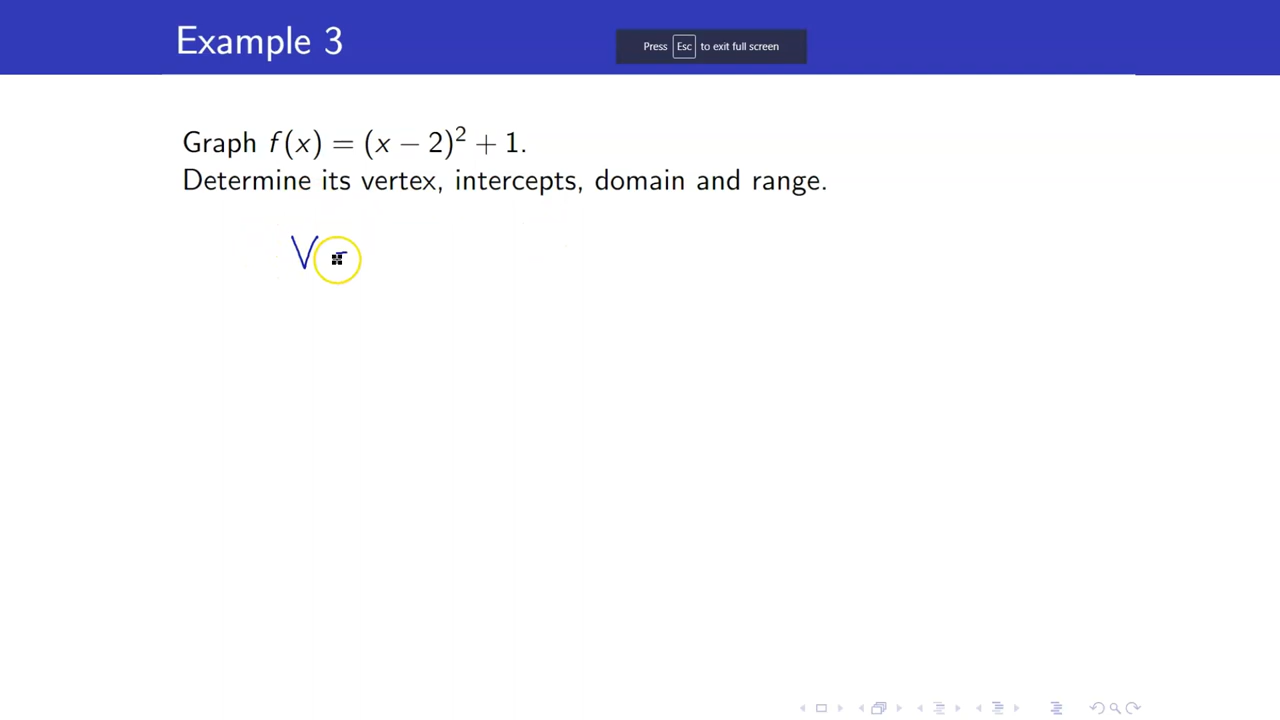 Example 3
Press Esc to exit full screen
Graph f(x) = (x − 2)² + 1.
Determine its vertex, intercepts, domain and range.
V